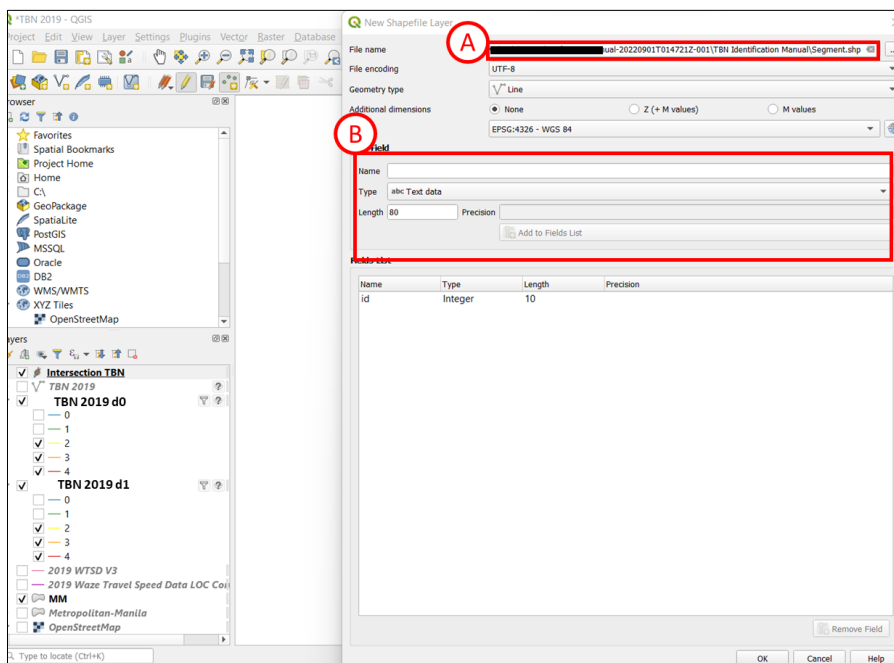 *TBN 2019 - QGIS
Project Edit View Layer Settings Plugins Vector Raster Database
Browser
Favorites
Spatial Bookmarks
Project Home
Home
C:\
GeoPackage
SpatiaLite
PostGIS
MSSQL
Oracle
DB2
WMS/WMTS
XYZ Tiles
OpenStreetMap
Layers
Intersection TBN
TBN 2019
TBN 2019 d0
0
1
2
3
4
TBN 2019 d1
0
1
2
3
4
2019 WTSD V3
2019 Waze Travel Speed Data LOC
MM
Metropolitan-Manila
OpenStreetMap
Type to locate (Ctrl+K)
New Shapefile Layer
A
File name ual-20220901T014721Z-001\TBN Identification Manual\Segment.shp
File encoding UTF-8
Geometry type Line
Additional dimensions None Z (+ M values) M values
EPSG:4326 - WGS 84
B
Field
Name
Type abc Text data
Length 80 Precision
Add to Fields List
Fields List
Name Type Length Precision
id Integer 10
Remove Field
OK Cancel Help